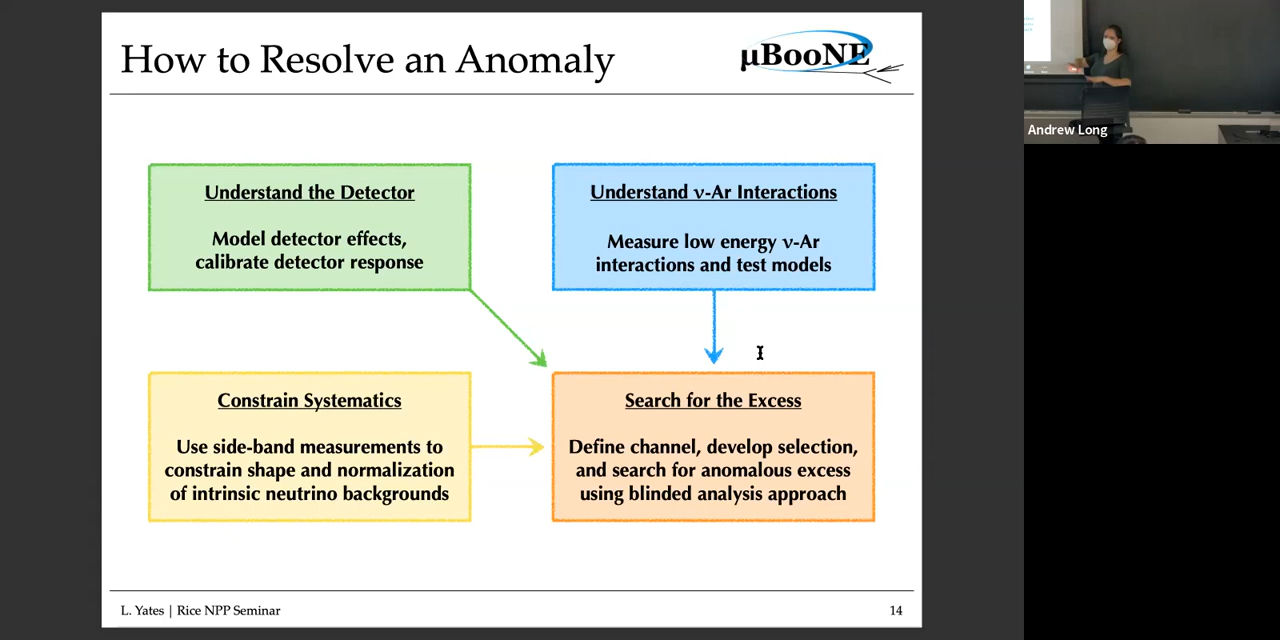 How to Resolve an Anomaly
µBooNE
Understand the Detector
Model detector effects,
calibrate detector response
Understand ν-Ar Interactions
Measure low energy ν-Ar
interactions and test models
Constrain Systematics
Use side-band measurements to
constrain shape and normalization
of intrinsic neutrino backgrounds
Search for the Excess
Define channel, develop selection,
and search for anomalous excess
using blinded analysis approach
L. Yates | Rice NPP Seminar
14
Andrew Long